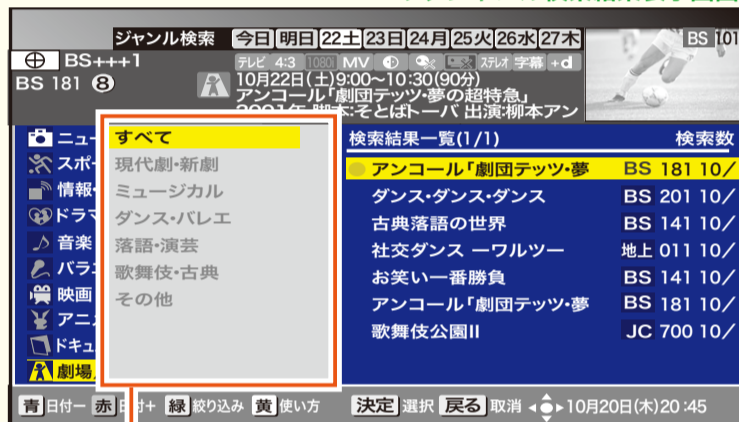 ジャンル検索 今日 明日 22土 23日 24月 25火 26水 27木
BS 101
BS+++1
テレビ 4:3 1080i MV ステレオ 字幕 +d
BS 181 8
10月22日(土)9:00~10:30(90分)
アンコール「劇団テッツ・夢の超特急」
脚本:そとばトーバ 出演:柳本アン
ニュー
スポー
情報・
ドラマ
音楽
バラエ
映画
アニメ
ドキュ
劇場
すべて
現代劇・新劇
ミュージカル
ダンス・バレエ
落語・演芸
歌舞伎・古典
その他
検索結果一覧(1/1) 検索数
アンコール「劇団テッツ・夢 BS 181 10/
ダンス・ダンス・ダンス BS 201 10/
古典落語の世界 BS 141 10/
社交ダンス ーワルツー 地上 011 10/
お笑い一番勝負 BS 141 10/
アンコール「劇団テッツ・夢 BS 181 10/
歌舞伎公園II JC 700 10/
青 日付ー 赤 日付+ 緑 絞り込み 黄 使い方 決定 選択 戻る 取消 10月20日(木)20:45